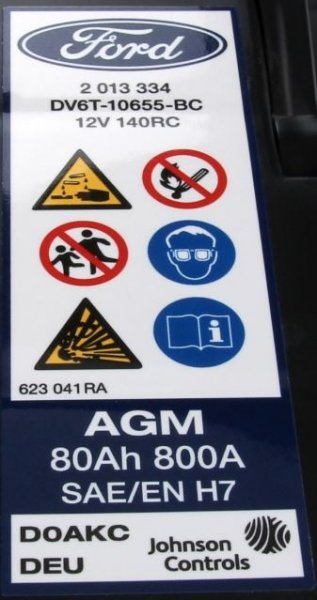 Ford
2 013 334
DV6T-10655-BC
12V 140RC
i
623 041RA
AGM
80Ah 800A
SAE/EN H7
D0AKC
DEU
Johnson
Controls